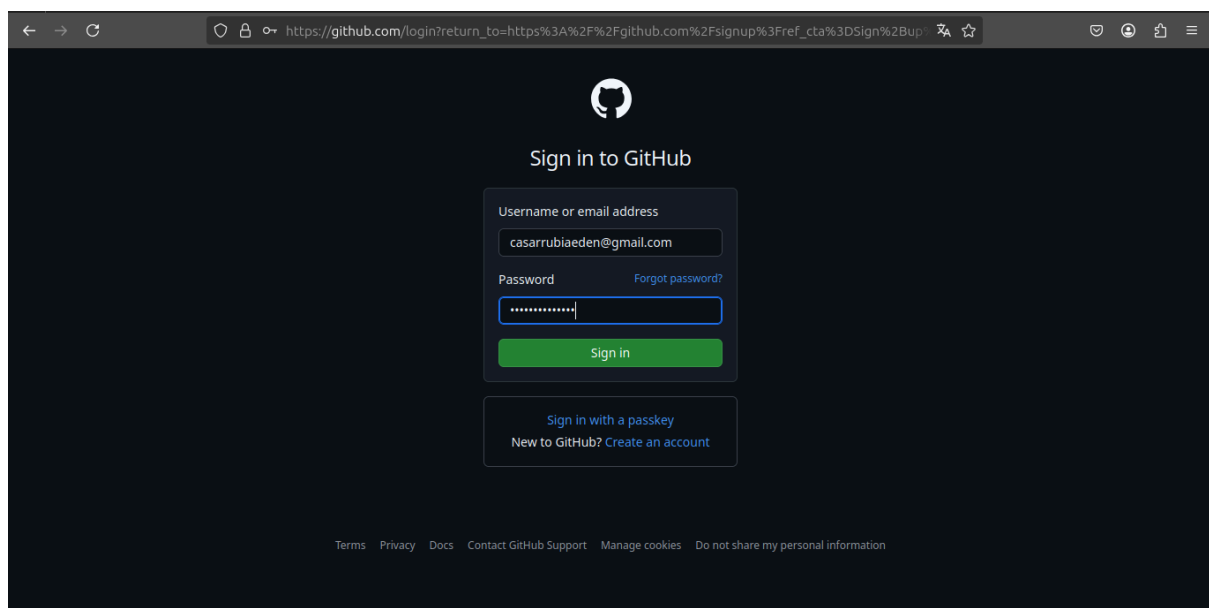 https://github.com/login?return_to=https%3A%2F%2Fgithub.com%2Fsignup%3Fref_cta%3DSign%2Bup%
Sign in to GitHub
Username or email address
casarrubiaeden@gmail.com
Password Forgot password?
••••••••••••••
Sign in
Sign in with a passkey
New to GitHub? Create an account
Terms Privacy Docs Contact GitHub Support Manage cookies Do not share my personal information